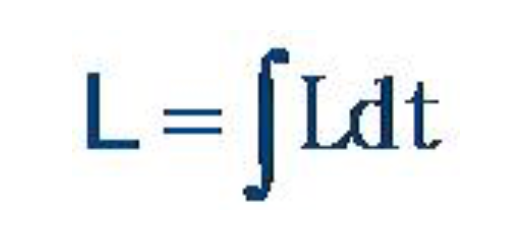 L = ∫Ldt